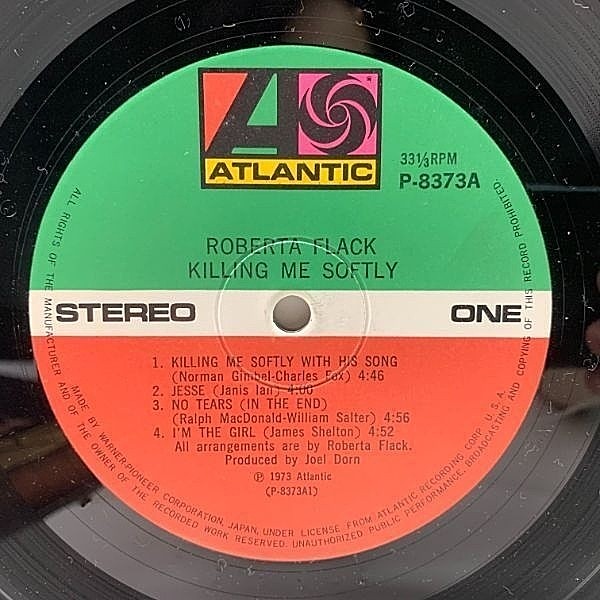 ATLANTIC
33⅓RPM
P-8373A
ROBERTA FLACK
KILLING ME SOFTLY
STEREO
ONE
1. KILLING ME SOFTLY WITH HIS SONG
(Norman Gimbel-Charles Fox) 4:46
2. JESSE (Janis Ian) 4:00
3. NO TEARS (IN THE END)
(Ralph MacDonald-William Salter) 4:56
4. I'M THE GIRL (James Shelton) 4:52
All arrangements are by Roberta Flack.
Produced by Joel Dorn
Ⓟ 1973 Atlantic
(P-8373A1)
ALL RIGHTS OF THE MANUFACTURER AND OF THE OWNER OF THE RECORDED WORK RESERVED. UNAUTHORIZED PUBLIC PERFORMANCE, BROADCASTING AND COPYING OF THIS RECORD PROHIBITED.
MADE BY WARNER-PIONEER CORPORATION, JAPAN, UNDER LICENSE FROM ATLANTIC RECORDING CORP. U.S.A.